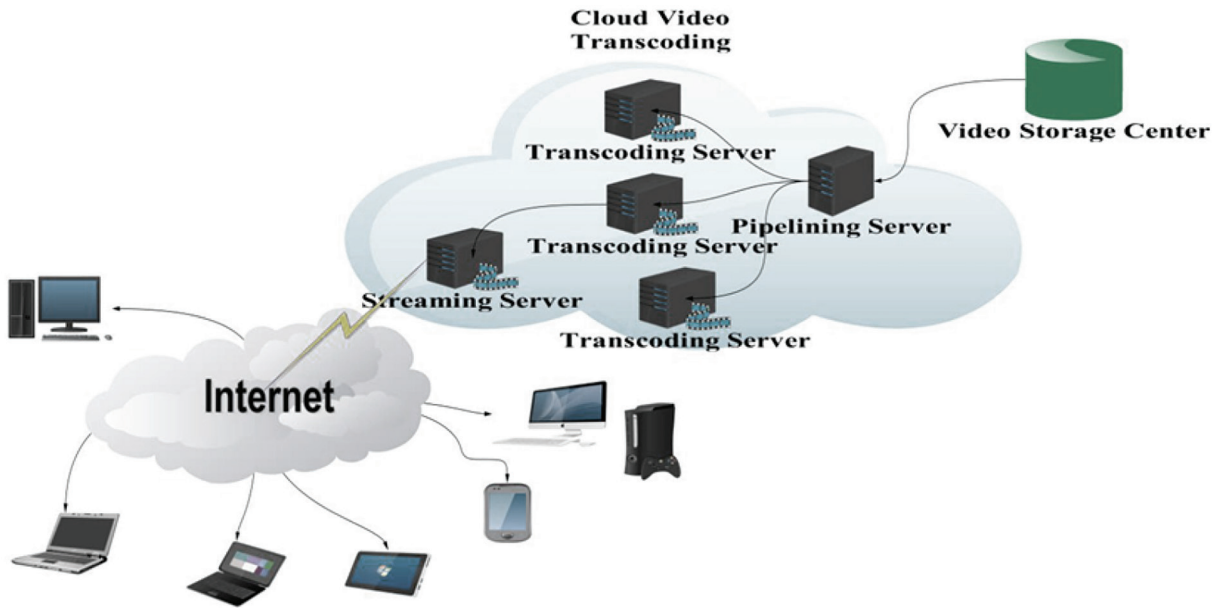 Cloud Video
Transcoding
Video Storage Center
Transcoding Server
Pipelining Server
Transcoding Server
Streaming Server
Transcoding Server
Internet